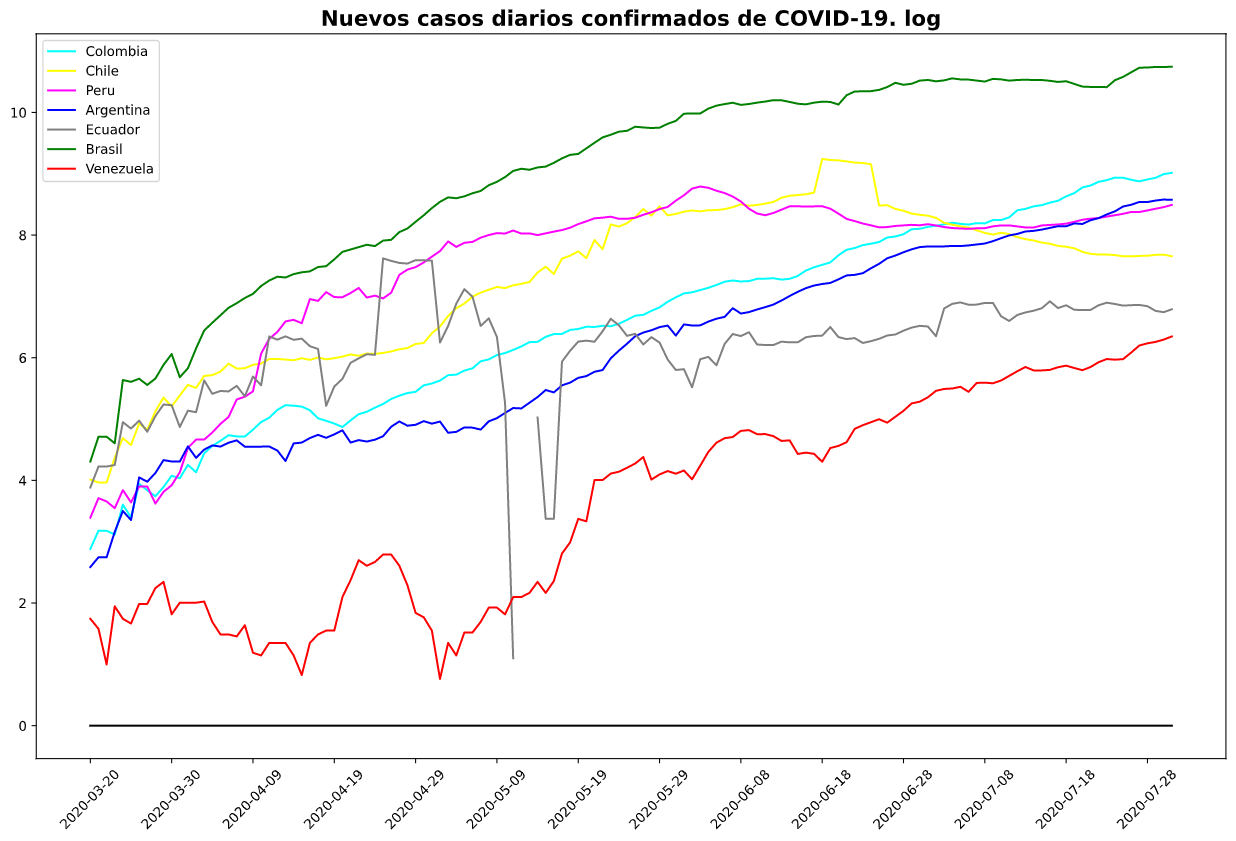 Nuevos casos diarios confirmados de COVID-19. log
Colombia
Chile
Peru
Argentina
Ecuador
Brasil
Venezuela
10
8
6
4
2
0
2020-03-20
2020-03-30
2020-04-09
2020-04-19
2020-04-29
2020-05-09
2020-05-19
2020-05-29
2020-06-08
2020-06-18
2020-06-28
2020-07-08
2020-07-18
2020-07-28